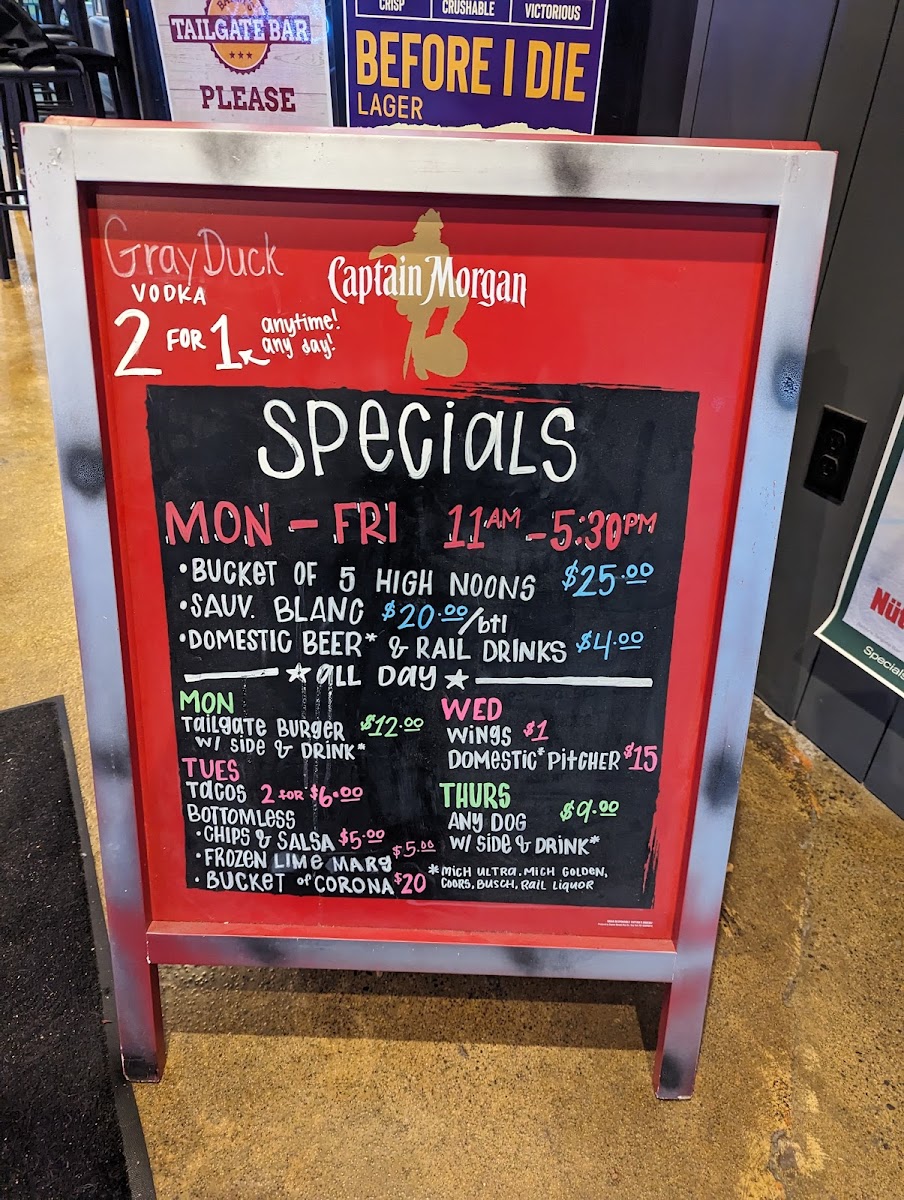 TAILGATE BAR
PLEASE
CRISP CRUSHABLE VICTORIOUS
BEFORE I DIE
LAGER
Gray Duck
VODKA
2 FOR 1 anytime!
any day!
Captain Morgan
SPeciaLS
MON - FRI 11AM - 5:30PM
•BUCKET OF 5 HIGH NOONS $25.00
•SAUV. BLANC $20.00/btl
•DOMESTIC BEER* & RAIL DRINKS $4.00
all DAY
MON
Tailgate Burger $12.00
w/ side & DRINK*
TUES
Tacos 2 FOR $6.00
BOTTOMLESS
• CHIPS & SALSA $5.00
• FROZEN LIME MARG $5.00
• BUCKET of CORONA $20
WED
Wings $1
DOMESTIC* PiTCHER $15
THURS
ANY DOG $9.00
W/ SIDE & DRINK*
*MICH ULTRA, MICH GOLDEN,
COORS, BUSCH, RAIL LIQUOR
Nüt
Specials